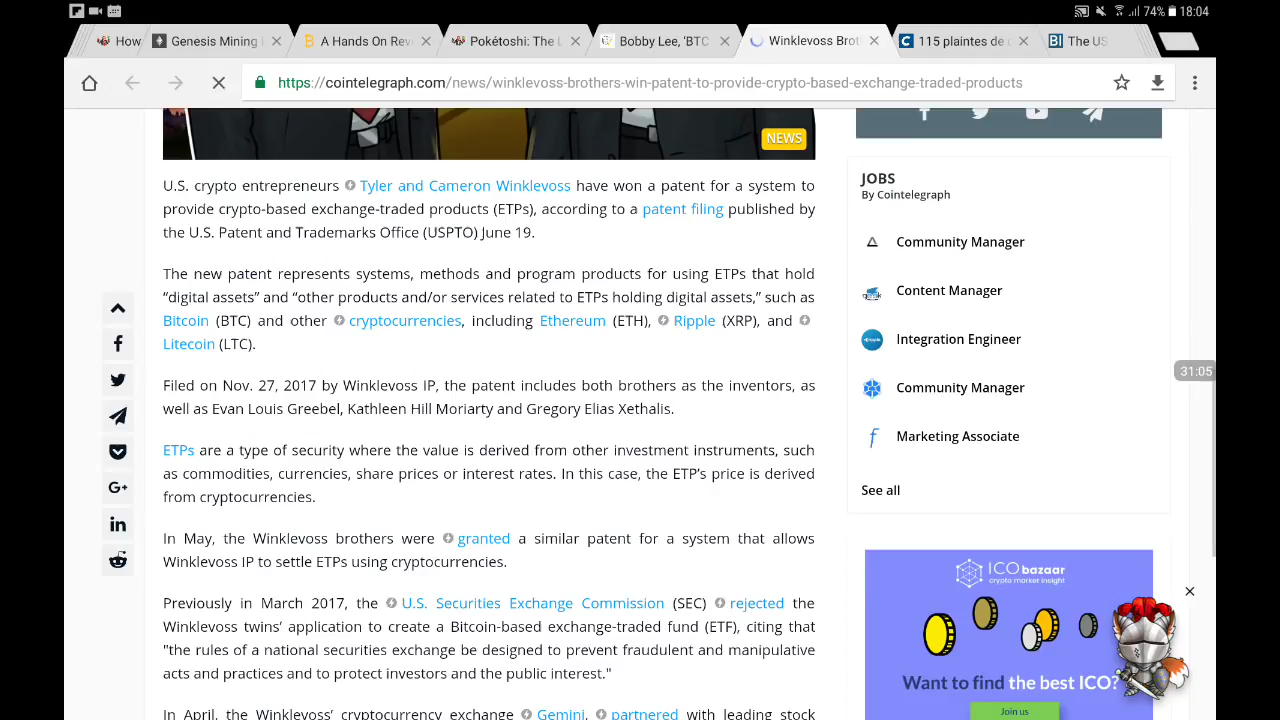 74% 18:04
How
Genesis Mining
A Hands On Rev
Pokétoshi: The L
Bobby Lee, 'BTC
Winklevoss Brot
115 plaintes de
The US
https://cointelegraph.com/news/winklevoss-brothers-win-patent-to-provide-crypto-based-exchange-traded-products
NEWS
U.S. crypto entrepreneurs Tyler and Cameron Winklevoss have won a patent for a system to
provide crypto-based exchange-traded products (ETPs), according to a patent filing published by
the U.S. Patent and Trademarks Office (USPTO) June 19.
The new patent represents systems, methods and program products for using ETPs that hold
“digital assets” and “other products and/or services related to ETPs holding digital assets,” such as
Bitcoin (BTC) and other cryptocurrencies, including Ethereum (ETH), Ripple (XRP), and
Litecoin (LTC).
Filed on Nov. 27, 2017 by Winklevoss IP, the patent includes both brothers as the inventors, as
well as Evan Louis Greebel, Kathleen Hill Moriarty and Gregory Elias Xethalis.
ETPs are a type of security where the value is derived from other investment instruments, such
as commodities, currencies, share prices or interest rates. In this case, the ETP’s price is derived
from cryptocurrencies.
In May, the Winklevoss brothers were granted a similar patent for a system that allows
Winklevoss IP to settle ETPs using cryptocurrencies.
Previously in March 2017, the U.S. Securities Exchange Commission (SEC) rejected the
Winklevoss twins’ application to create a Bitcoin-based exchange-traded fund (ETF), citing that
"the rules of a national securities exchange be designed to prevent fraudulent and manipulative
acts and practices and to protect investors and the public interest."
In April, the Winklevoss’ cryptocurrency exchange Gemini, partnered with leading stock
JOBS
By Cointelegraph
Community Manager
Content Manager
Integration Engineer
Community Manager
Marketing Associate
See all
31:05
ICObazaar
crypto market insight
Want to find the best ICO?
Join us